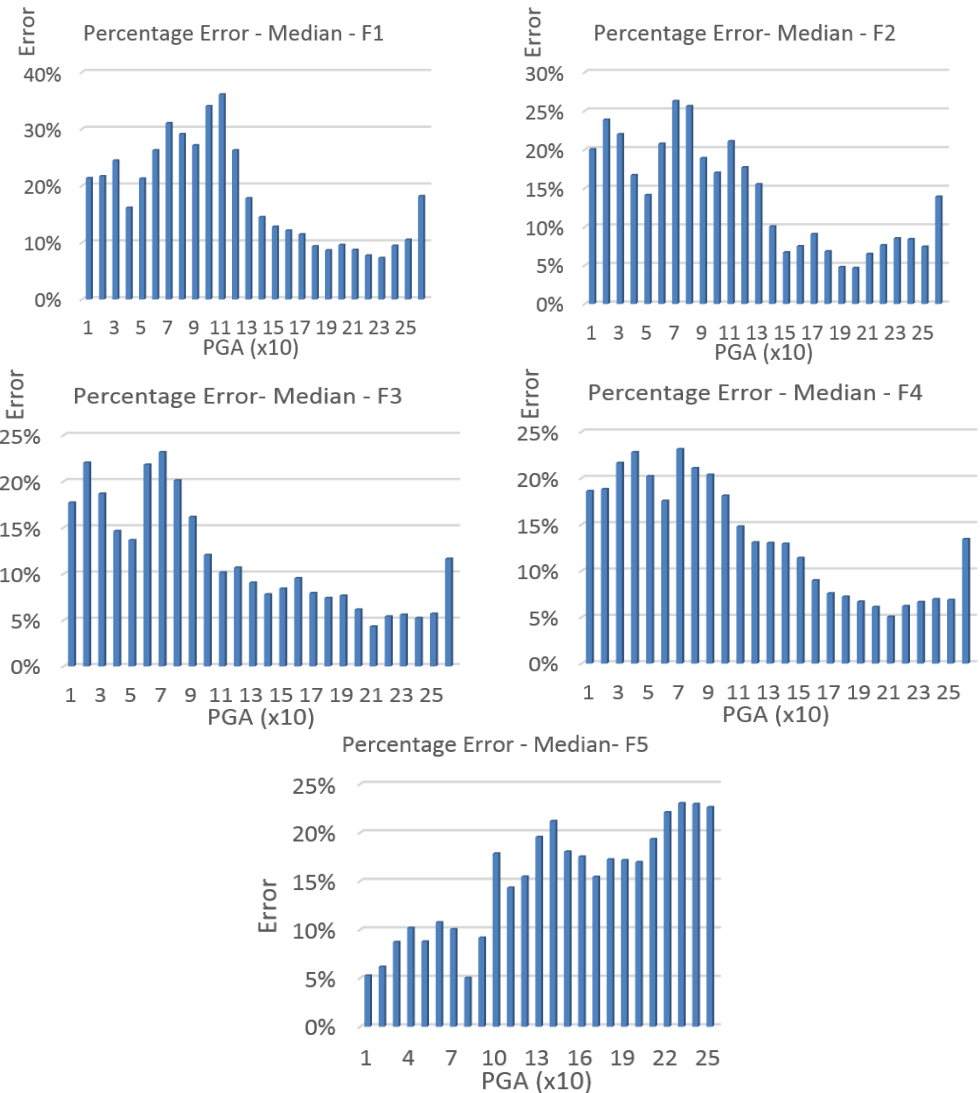 Error
Percentage Error - Median - F1
40%
30%
20%
10%
0%
1 3 5 7 9 11 13 15 17 19 21 23 25
PGA (x10)
Error
Percentage Error- Median - F2
30%
25%
20%
15%
10%
5%
0%
1 3 5 7 9 11 13 15 17 19 21 23 25
PGA (x10)
Error
Percentage Error- Median - F3
25%
20%
15%
10%
5%
0%
1 3 5 7 9 11 13 15 17 19 21 23 25
PGA (x10)
Error
Percentage Error - Median - F4
25%
20%
15%
10%
5%
0%
1 3 5 7 9 11 13 15 17 19 21 23 25
PGA (x10)
Percentage Error - Median- F5
Error
25%
20%
15%
10%
5%
0%
1 4 7 10 13 16 19 22 25
PGA (x10)